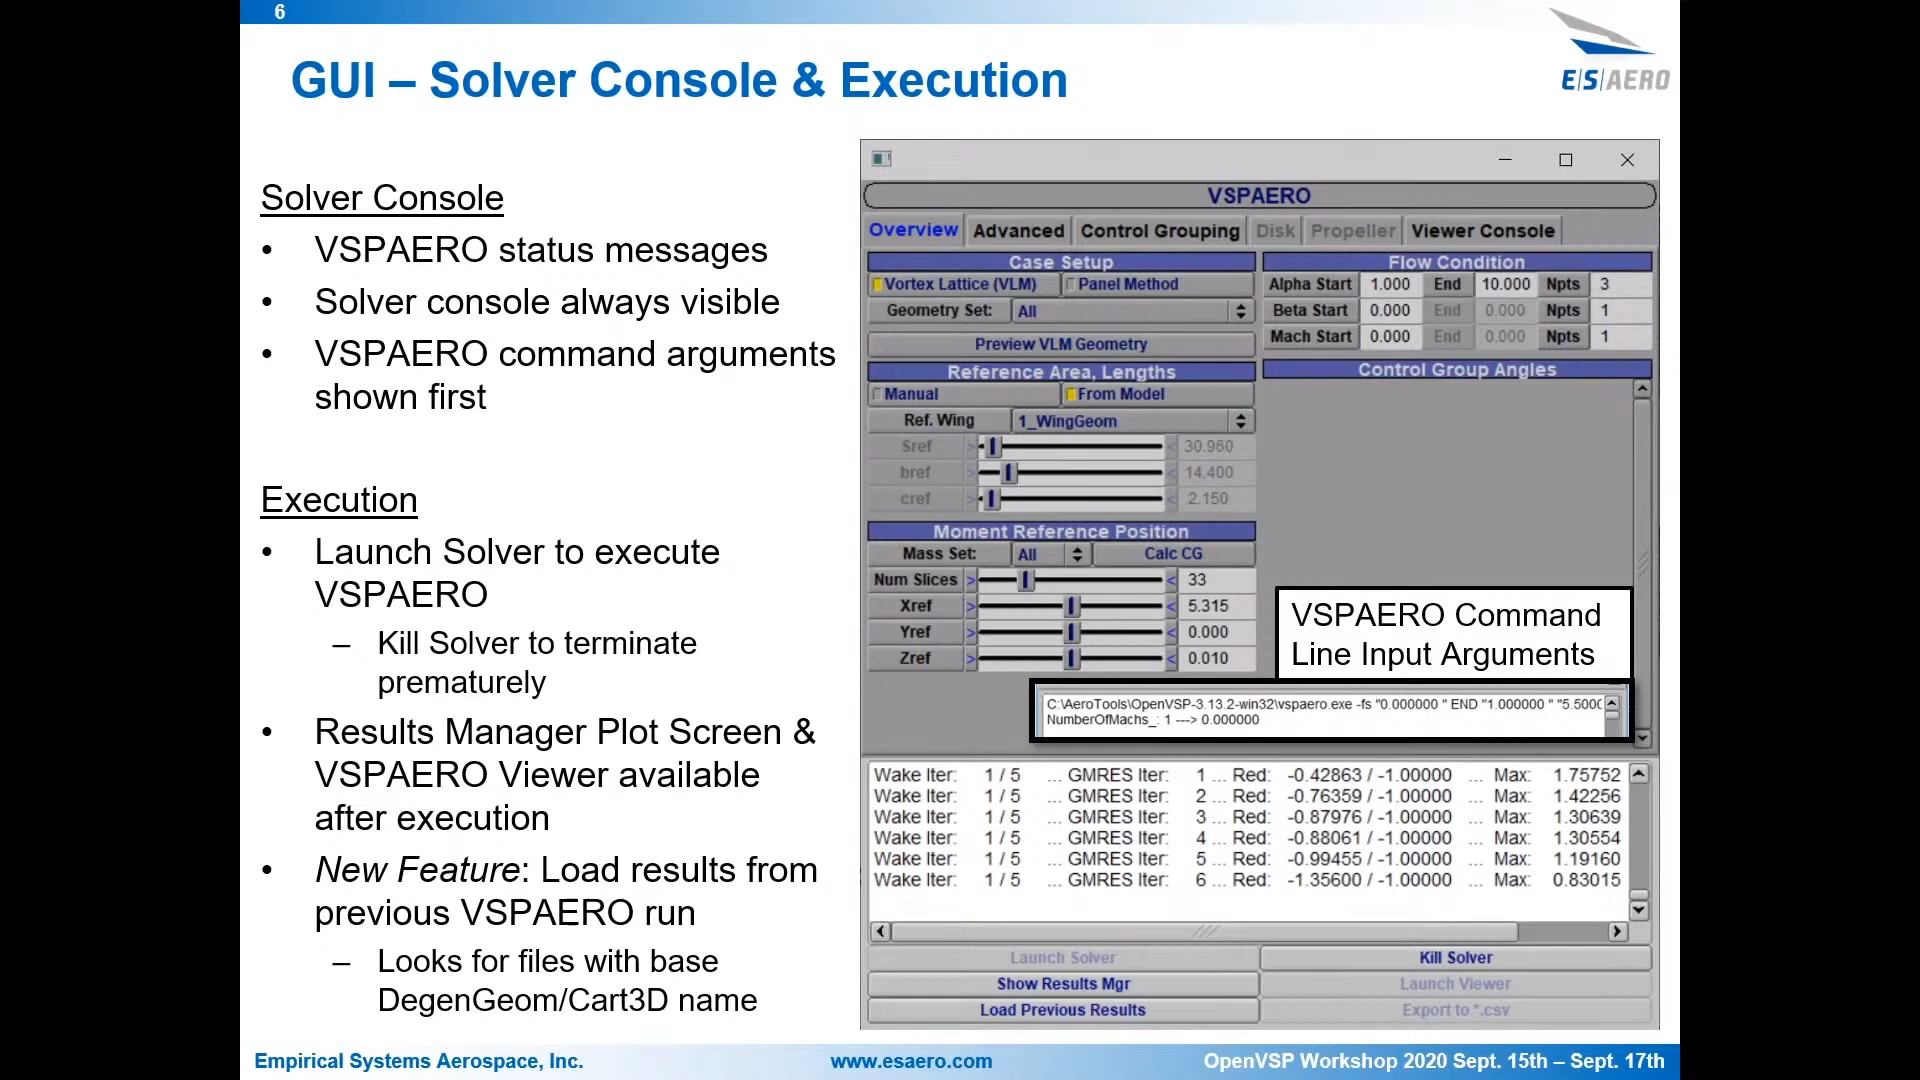 6
GUI – Solver Console & Execution
E|S|AERO
Solver Console
• VSPAERO status messages
• Solver console always visible
• VSPAERO command arguments
shown first
Execution
• Launch Solver to execute
VSPAERO
– Kill Solver to terminate
prematurely
• Results Manager Plot Screen &
VSPAERO Viewer available
after execution
• New Feature: Load results from
previous VSPAERO run
– Looks for files with base
DegenGeom/Cart3D name
VSPAERO
Overview Advanced Control Grouping Disk Propeller Viewer Console
Case Setup
Vortex Lattice (VLM) Panel Method
Geometry Set: All
Preview VLM Geometry
Reference Area, Lengths
Manual From Model
Ref. Wing 1_WingGeom
Sref > < 30.960
bref > < 14.400
cref > < 2.150
Moment Reference Position
Mass Set: All Calc CG
Num Slices > < 33
Xref > < 5.315
Yref > < 0.000
Zref > < 0.010
Flow Condition
Alpha Start 1.000 End 10.000 Npts 3
Beta Start 0.000 End 0.000 Npts 1
Mach Start 0.000 End 0.000 Npts 1
Control Group Angles
VSPAERO Command
Line Input Arguments
C:\AeroTools\OpenVSP-3.13.2-win32\vspaero.exe -fs "0.000000 " END "1.000000 " "5.500
NumberOfMachs_: 1 ---> 0.000000
Wake Iter: 1 / 5 ... GMRES Iter: 1 ... Red: -0.42863 / -1.00000 ... Max: 1.75752
Wake Iter: 1 / 5 ... GMRES Iter: 2 ... Red: -0.76359 / -1.00000 ... Max: 1.42256
Wake Iter: 1 / 5 ... GMRES Iter: 3 ... Red: -0.87976 / -1.00000 ... Max: 1.30639
Wake Iter: 1 / 5 ... GMRES Iter: 4 ... Red: -0.88061 / -1.00000 ... Max: 1.30554
Wake Iter: 1 / 5 ... GMRES Iter: 5 ... Red: -0.99455 / -1.00000 ... Max: 1.19160
Wake Iter: 1 / 5 ... GMRES Iter: 6 ... Red: -1.35600 / -1.00000 ... Max: 0.83015
Launch Solver Kill Solver
Show Results Mgr Launch Viewer
Load Previous Results Export to *.csv
Empirical Systems Aerospace, Inc. www.esaero.com OpenVSP Workshop 2020 Sept. 15th – Sept. 17th